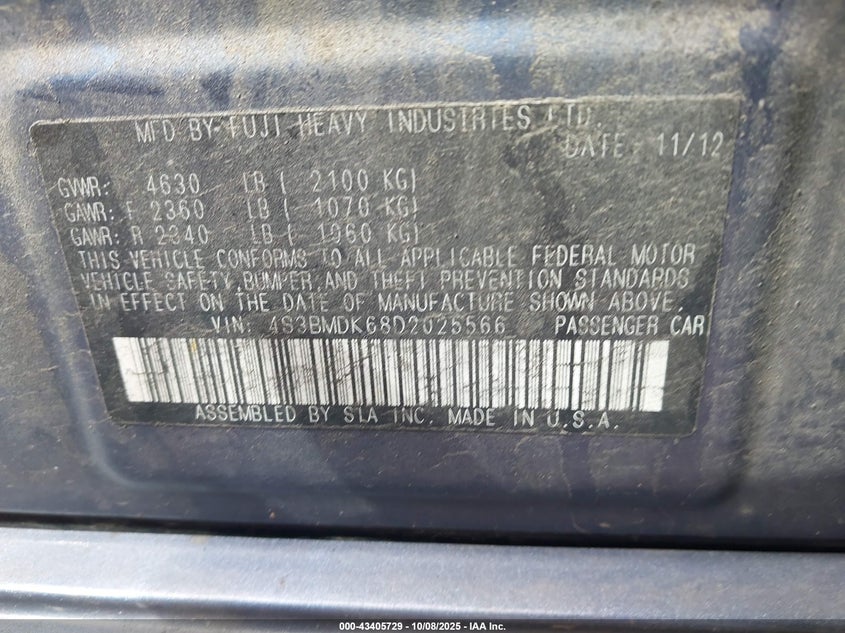 MFD BY FUJI HEAVY INDUSTRIES LTD.
DATE 11/12
GVWR: 4630 LB ( 2100 KG)
GAWR: F 2360 LB ( 1070 KG)
GAWR: R 2340 LB ( 1060 KG)
THIS VEHICLE CONFORMS TO ALL APPLICABLE FEDERAL MOTOR
VEHICLE SAFETY, BUMPER, AND THEFT PREVENTION STANDARDS
IN EFFECT ON THE DATE OF MANUFACTURE SHOWN ABOVE.
VIN: 4S3BMDK68D2025566 PASSENGER CAR
ASSEMBLED BY SIA INC. MADE IN U.S.A.
000-43405729 - 10/08/2025 - IAA Inc.